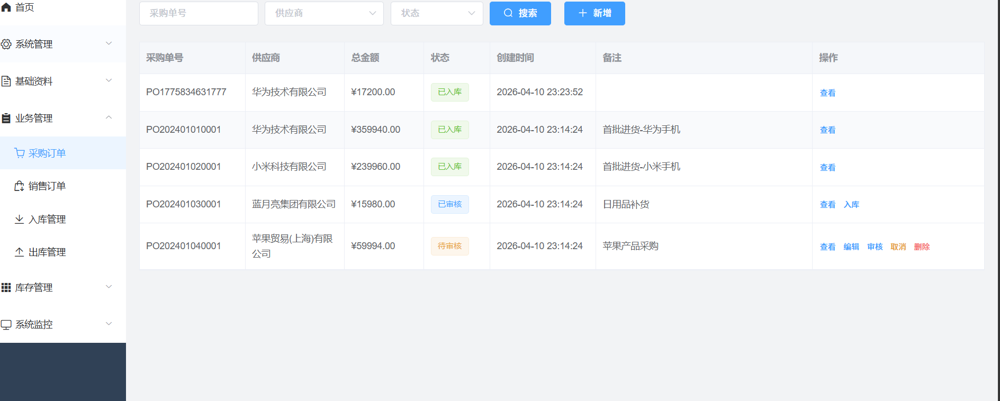 首页
系统管理
基础资料
业务管理
采购订单
销售订单
入库管理
出库管理
库存管理
系统监控
采购单号 供应商 状态 搜索 新增
采购单号 供应商 总金额 状态 创建时间 备注 操作
PO1775834631777 华为技术有限公司 ¥17200.00 已入库 2026-04-10 23:23:52 查看
PO202401010001 华为技术有限公司 ¥359940.00 已入库 2026-04-10 23:14:24 首批进货-华为手机 查看
PO202401020001 小米科技有限公司 ¥239960.00 已入库 2026-04-10 23:14:24 首批进货-小米手机 查看
PO202401030001 蓝月亮集团有限公司 ¥15980.00 已审核 2026-04-10 23:14:24 日用品补货 查看 入库
PO202401040001 苹果贸易(上海)有限
公司 ¥59994.00 待审核 2026-04-10 23:14:24 苹果产品采购 查看 编辑 审核 取消 删除